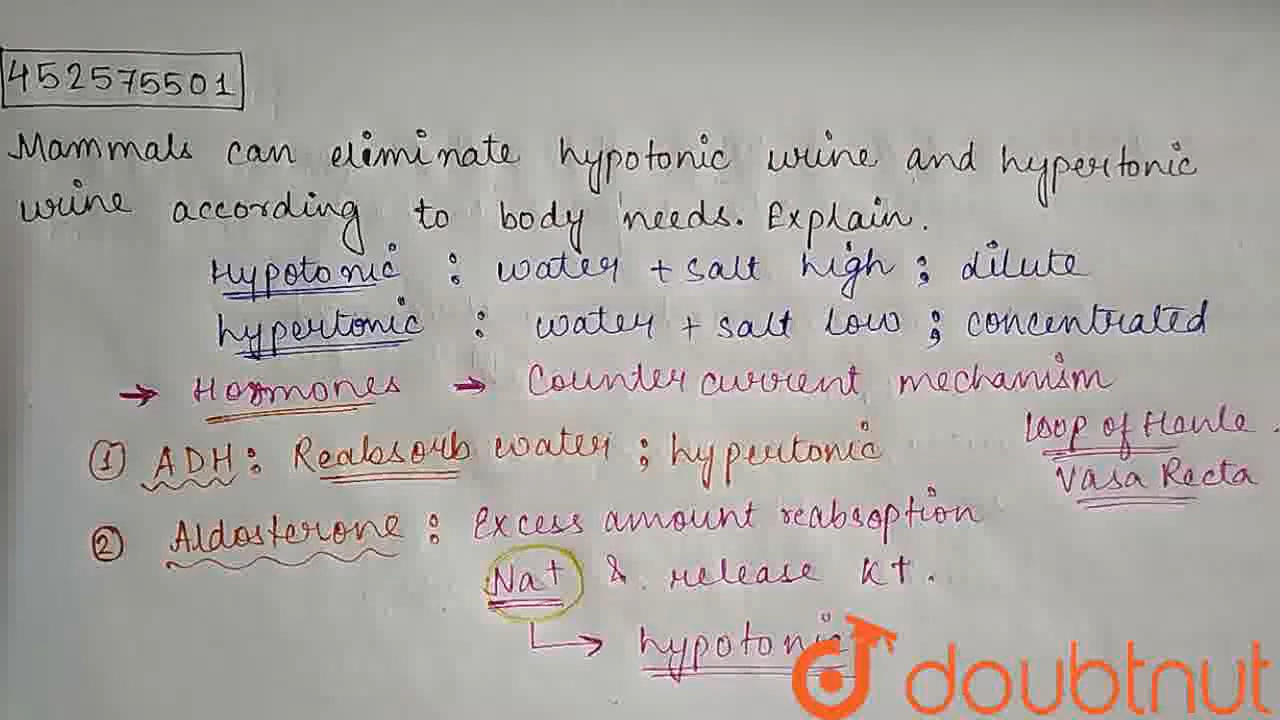 452575501
Mammals can eliminate hypotonic urine and hypertonic
urine according to body needs. Explain.
Hypotonic : water + salt high ; dilute
hypertonic : water + salt low ; concentrated
→ Hormones → Counter current mechanism
Loop of Henle.
① ADH : Reabsorb water ; hypertonic
Vasa Recta
② Aldosterone : Excess amount reabsoption
Na+ & release K+.
↳ hypotonic
doubtnut